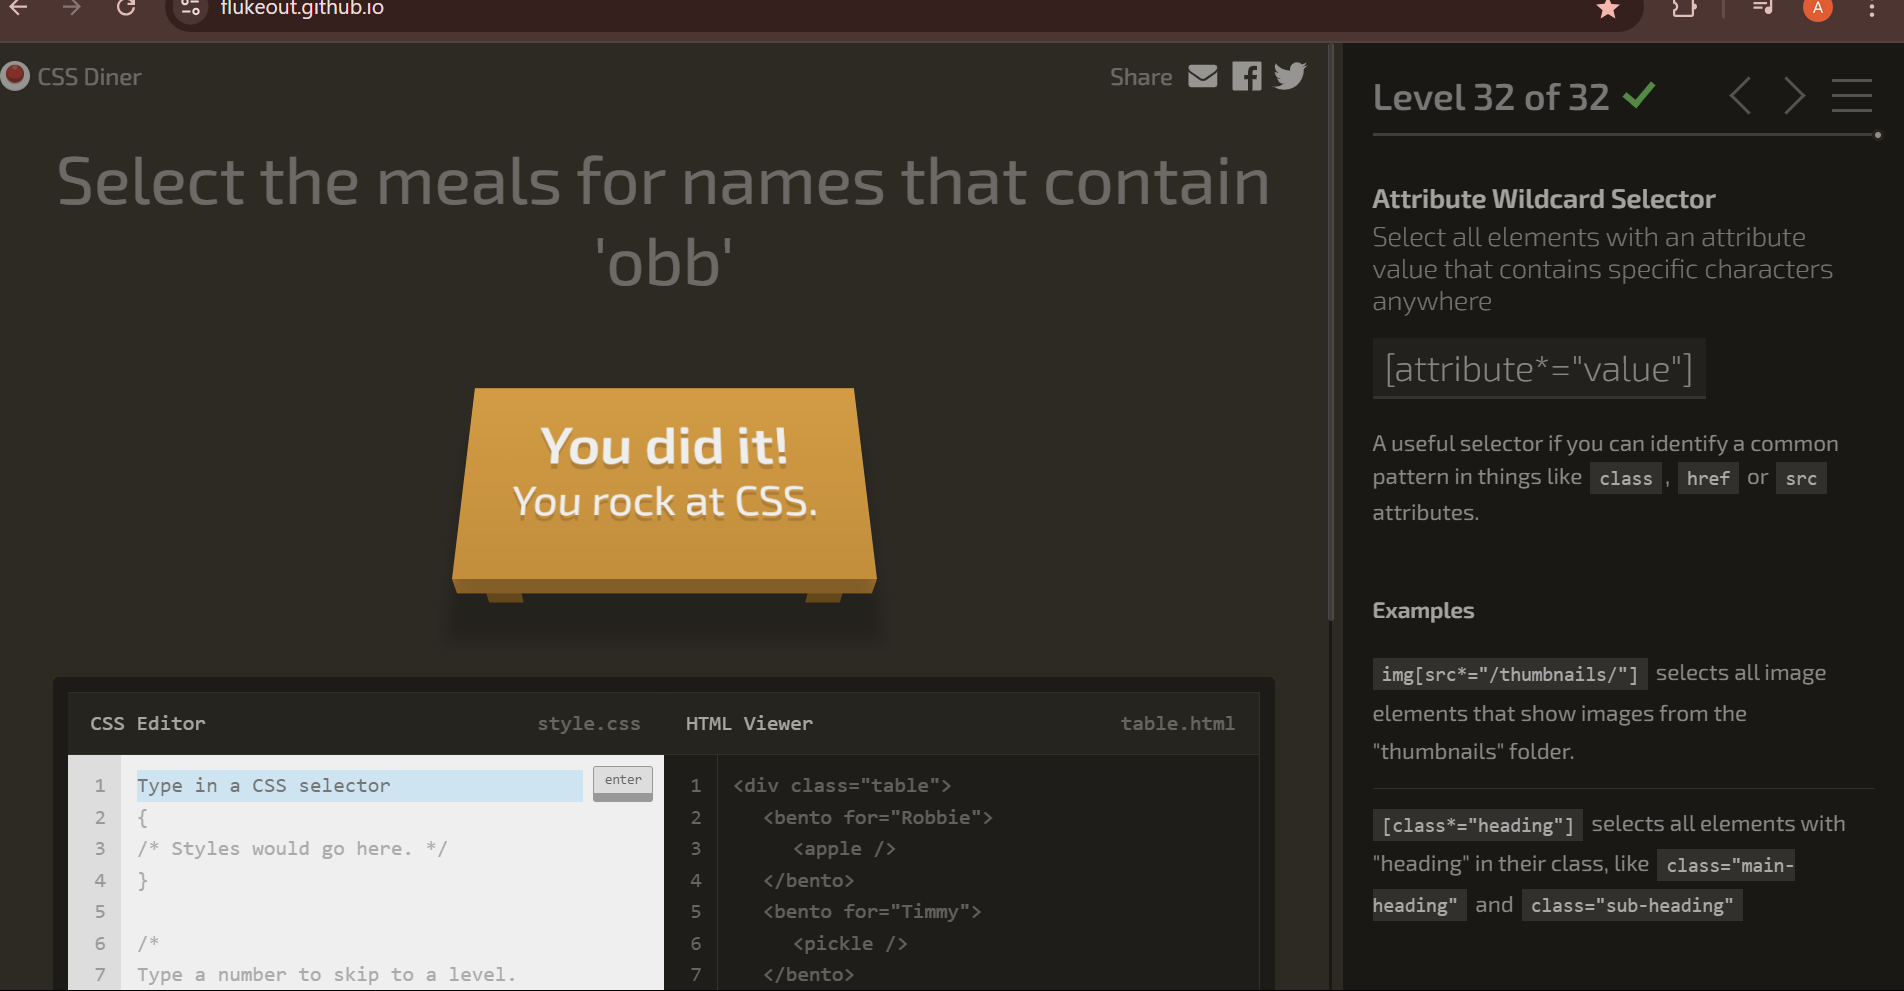 flukeout.github.io
A
CSS Diner
Share
Select the meals for names that contain
'obb'
You did it!
You rock at CSS.
CSS Editor
style.css
1
Type in a CSS selector
enter
2
{
3
/* Styles would go here. */
4
}
5
6
/*
7
Type a number to skip to a level.
HTML Viewer
table.html
1
<div class="table">
2
<bento for="Robbie">
3
<apple />
4
</bento>
5
<bento for="Timmy">
6
<pickle />
7
</bento>
Level 32 of 32
Attribute Wildcard Selector
Select all elements with an attribute
value that contains specific characters
anywhere
[attribute*="value"]
A useful selector if you can identify a common
pattern in things like class , href or src
attributes.
Examples
img[src*="/thumbnails/"] selects all image
elements that show images from the
"thumbnails" folder.
[class*="heading"] selects all elements with
"heading" in their class, like class="main-
heading" and class="sub-heading"